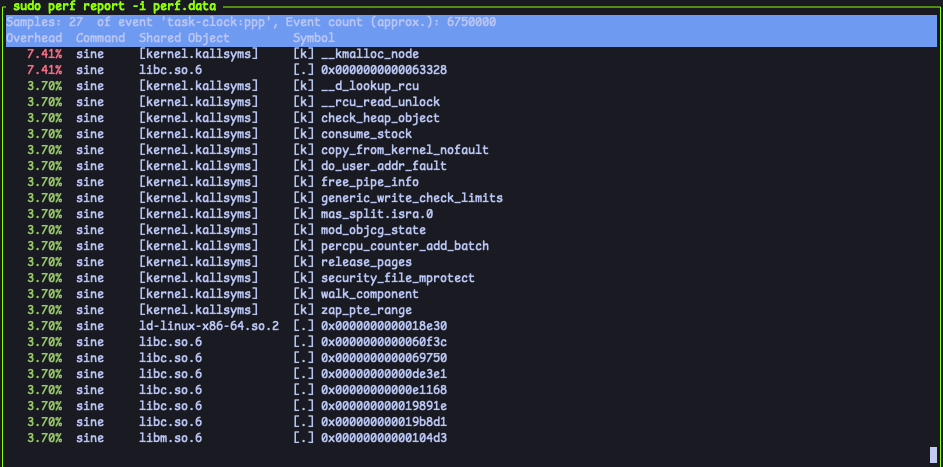 sudo perf report -i perf.data
Samples: 27  of event 'task-clock:ppp', Event count (approx.): 6750000
Overhead  Command  Shared Object         Symbol
7.41%  sine     [kernel.kallsyms]     [k] __kmalloc_node
7.41%  sine     libc.so.6             [.] 0x0000000000063328
3.70%  sine     [kernel.kallsyms]     [k] __d_lookup_rcu
3.70%  sine     [kernel.kallsyms]     [k] __rcu_read_unlock
3.70%  sine     [kernel.kallsyms]     [k] check_heap_object
3.70%  sine     [kernel.kallsyms]     [k] consume_stock
3.70%  sine     [kernel.kallsyms]     [k] copy_from_kernel_nofault
3.70%  sine     [kernel.kallsyms]     [k] do_user_addr_fault
3.70%  sine     [kernel.kallsyms]     [k] free_pipe_info
3.70%  sine     [kernel.kallsyms]     [k] generic_write_check_limits
3.70%  sine     [kernel.kallsyms]     [k] mas_split.isra.0
3.70%  sine     [kernel.kallsyms]     [k] mod_objcg_state
3.70%  sine     [kernel.kallsyms]     [k] percpu_counter_add_batch
3.70%  sine     [kernel.kallsyms]     [k] release_pages
3.70%  sine     [kernel.kallsyms]     [k] security_file_mprotect
3.70%  sine     [kernel.kallsyms]     [k] walk_component
3.70%  sine     [kernel.kallsyms]     [k] zap_pte_range
3.70%  sine     ld-linux-x86-64.so.2  [.] 0x0000000000018e30
3.70%  sine     libc.so.6             [.] 0x0000000000060f3c
3.70%  sine     libc.so.6             [.] 0x0000000000069750
3.70%  sine     libc.so.6             [.] 0x00000000000de3e1
3.70%  sine     libc.so.6             [.] 0x00000000000e1168
3.70%  sine     libc.so.6             [.] 0x000000000019891e
3.70%  sine     libc.so.6             [.] 0x000000000019b8d1
3.70%  sine     libm.so.6             [.] 0x00000000000104d3